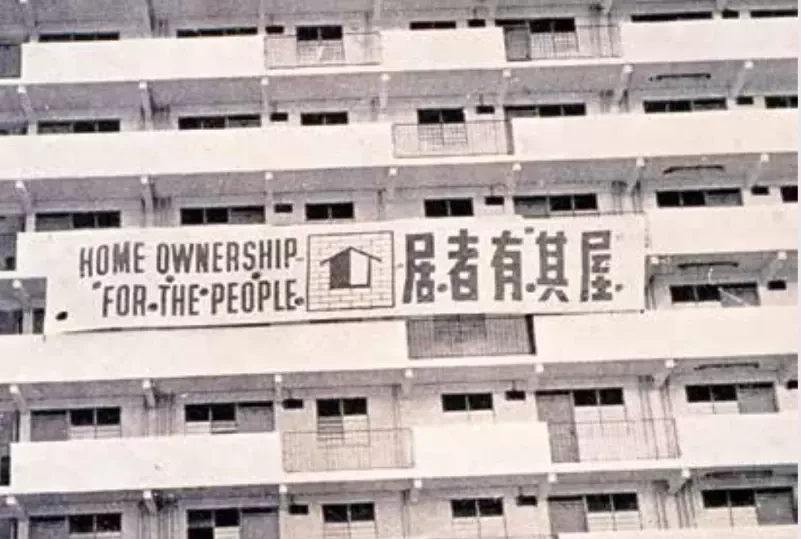 HOME OWNERSHIP
FOR THE PEOPLE
居者有其屋